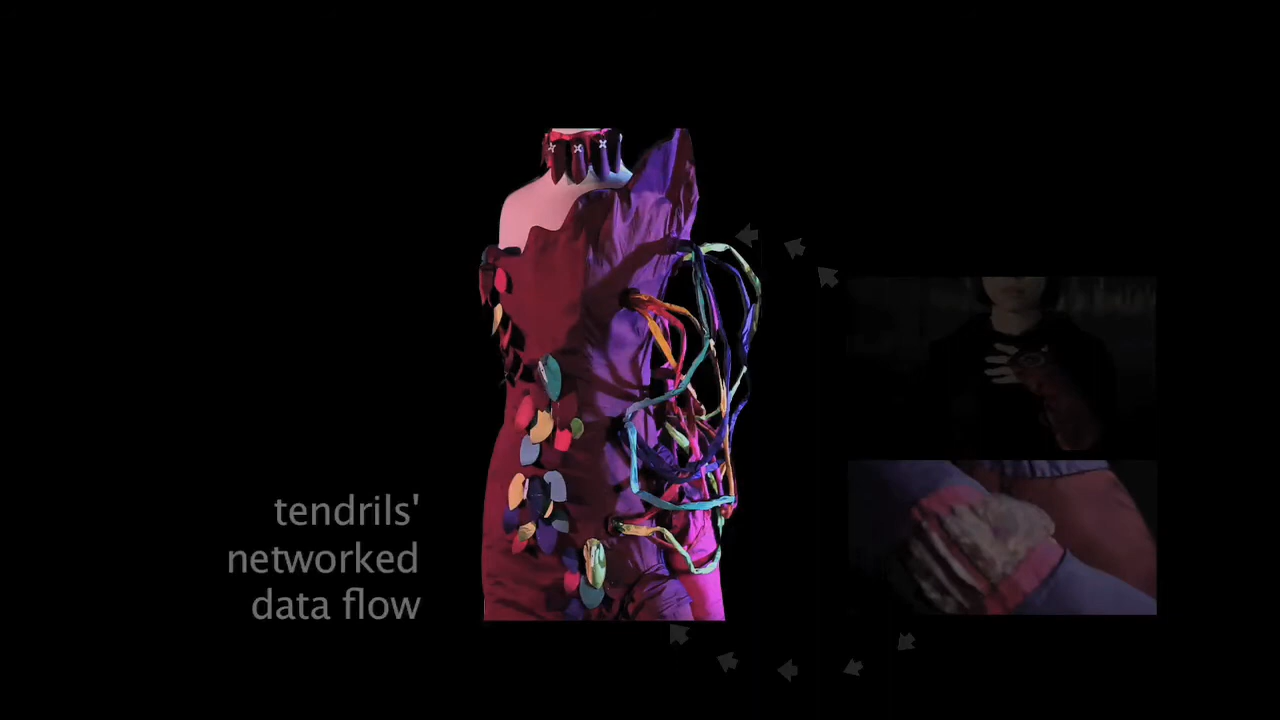 tendrils'
networked
data flow